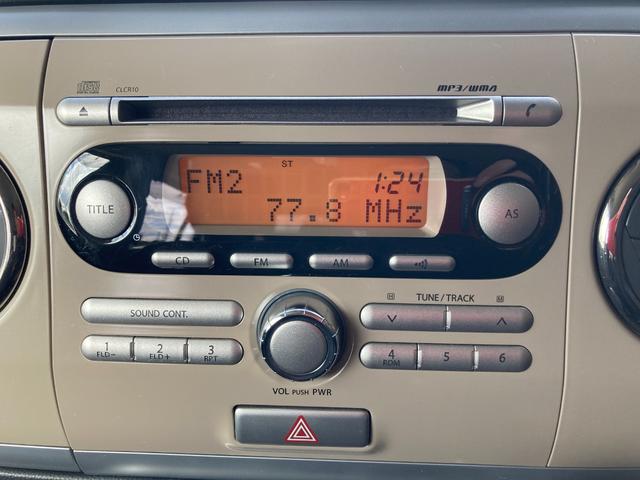 CLCR10
MP3/WMA
ST
FM2 1:24
77.8 MHz
TITLE
AS
CD FM AM
SOUND CONT.
H TUNE/TRACK M
1 2 3
FLD- FLD+ RPT
4 5 6
RDM
VOL PUSH PWR